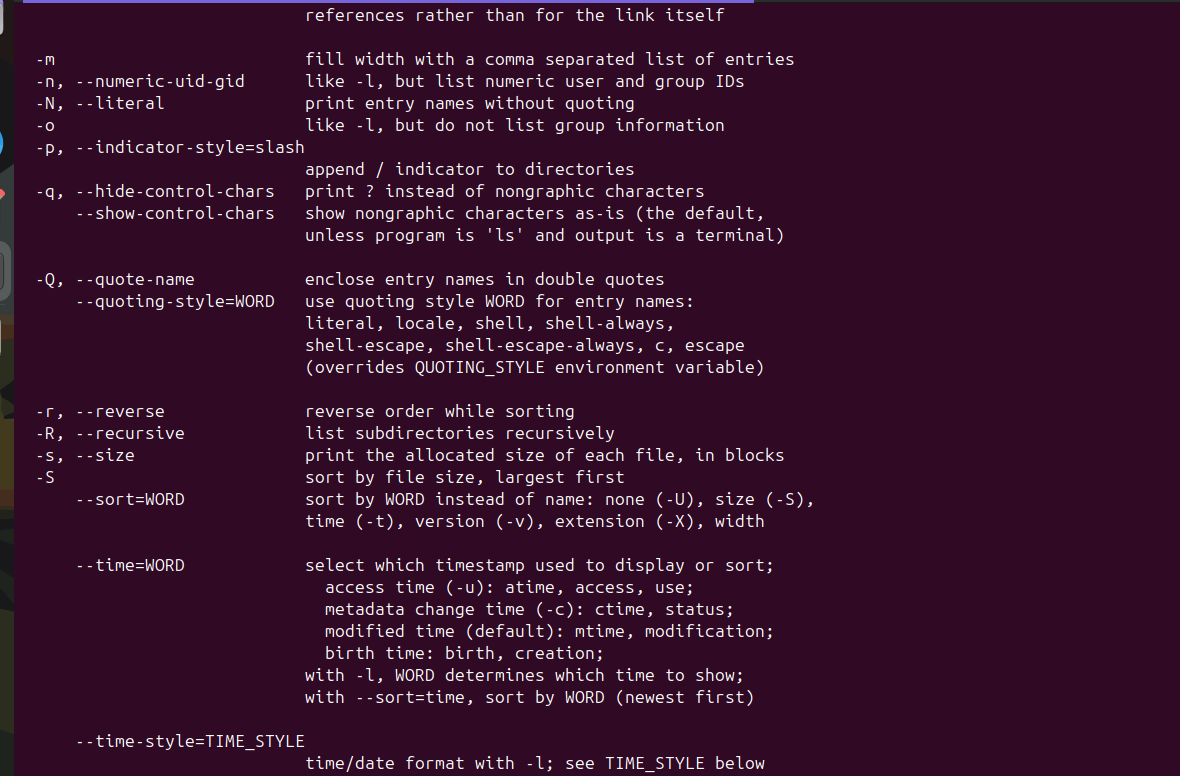 references rather than for the link itself
-m fill width with a comma separated list of entries
-n, --numeric-uid-gid like -l, but list numeric user and group IDs
-N, --literal print entry names without quoting
-o like -l, but do not list group information
-p, --indicator-style=slash
append / indicator to directories
-q, --hide-control-chars print ? instead of nongraphic characters
--show-control-chars show nongraphic characters as-is (the default,
unless program is 'ls' and output is a terminal)
-Q, --quote-name enclose entry names in double quotes
--quoting-style=WORD use quoting style WORD for entry names:
literal, locale, shell, shell-always,
shell-escape, shell-escape-always, c, escape
(overrides QUOTING_STYLE environment variable)
-r, --reverse reverse order while sorting
-R, --recursive list subdirectories recursively
-s, --size print the allocated size of each file, in blocks
-S sort by file size, largest first
--sort=WORD sort by WORD instead of name: none (-U), size (-S),
time (-t), version (-v), extension (-X), width
--time=WORD select which timestamp used to display or sort;
access time (-u): atime, access, use;
metadata change time (-c): ctime, status;
modified time (default): mtime, modification;
birth time: birth, creation;
with -l, WORD determines which time to show;
with --sort=time, sort by WORD (newest first)
--time-style=TIME_STYLE
time/date format with -l; see TIME_STYLE below